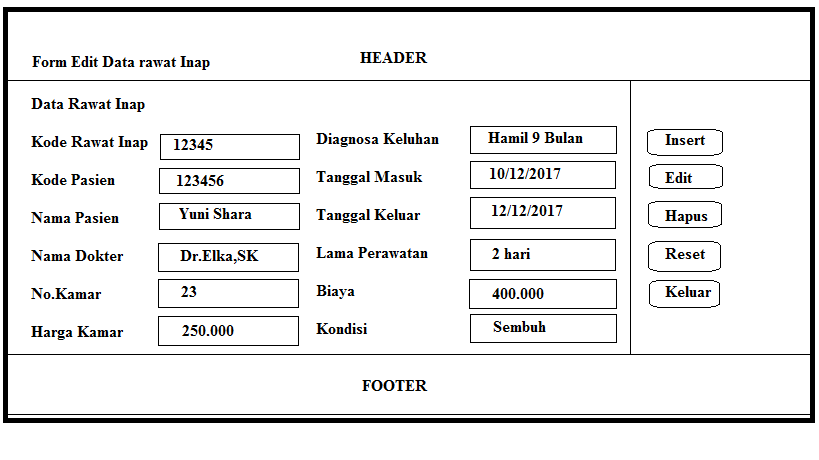 Form Edit Data rawat Inap HEADER
Data Rawat Inap
Kode Rawat Inap 12345 Diagnosa Keluhan Hamil 9 Bulan Insert
Kode Pasien 123456 Tanggal Masuk 10/12/2017 Edit
Nama Pasien Yuni Shara Tanggal Keluar 12/12/2017 Hapus
Nama Dokter Dr.Elka,SK Lama Perawatan 2 hari Reset
No.Kamar 23 Biaya 400.000 Keluar
Harga Kamar 250.000 Kondisi Sembuh
FOOTER